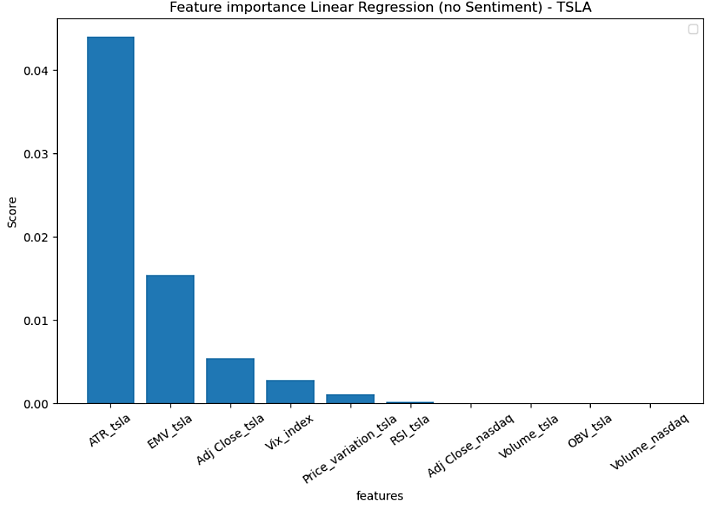 Feature importance Linear Regression (no Sentiment) - TSLA
0.04
0.03
0.02
0.01
0.00
Score
ATR_tsla
EMV_tsla
Adj Close_tsla
Vix_index
Price_variation_tsla
RSI_tsla
Adj Close_nasdaq
Volume_tsla
OBV_tsla
Volume_nasdaq
features